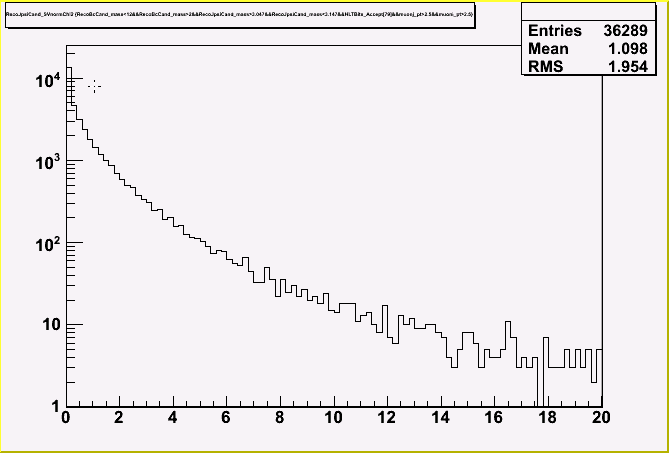 RecoJpsiCand_SVnormChi2 {RecoBcCand_mass<12&&RecoBcCand_mass>2&&RecoJpsiCand_mass>3.047&&RecoJpsiCand_mass<3.147&&HLTBits_Accept[79]&&muonj_pt>2.5&&muoni_pt>2.5}
Entries 36289
Mean 1.098
RMS 1.954
10^4
10^3
10^2
10
1
0 2 4 6 8 10 12 14 16 18 20